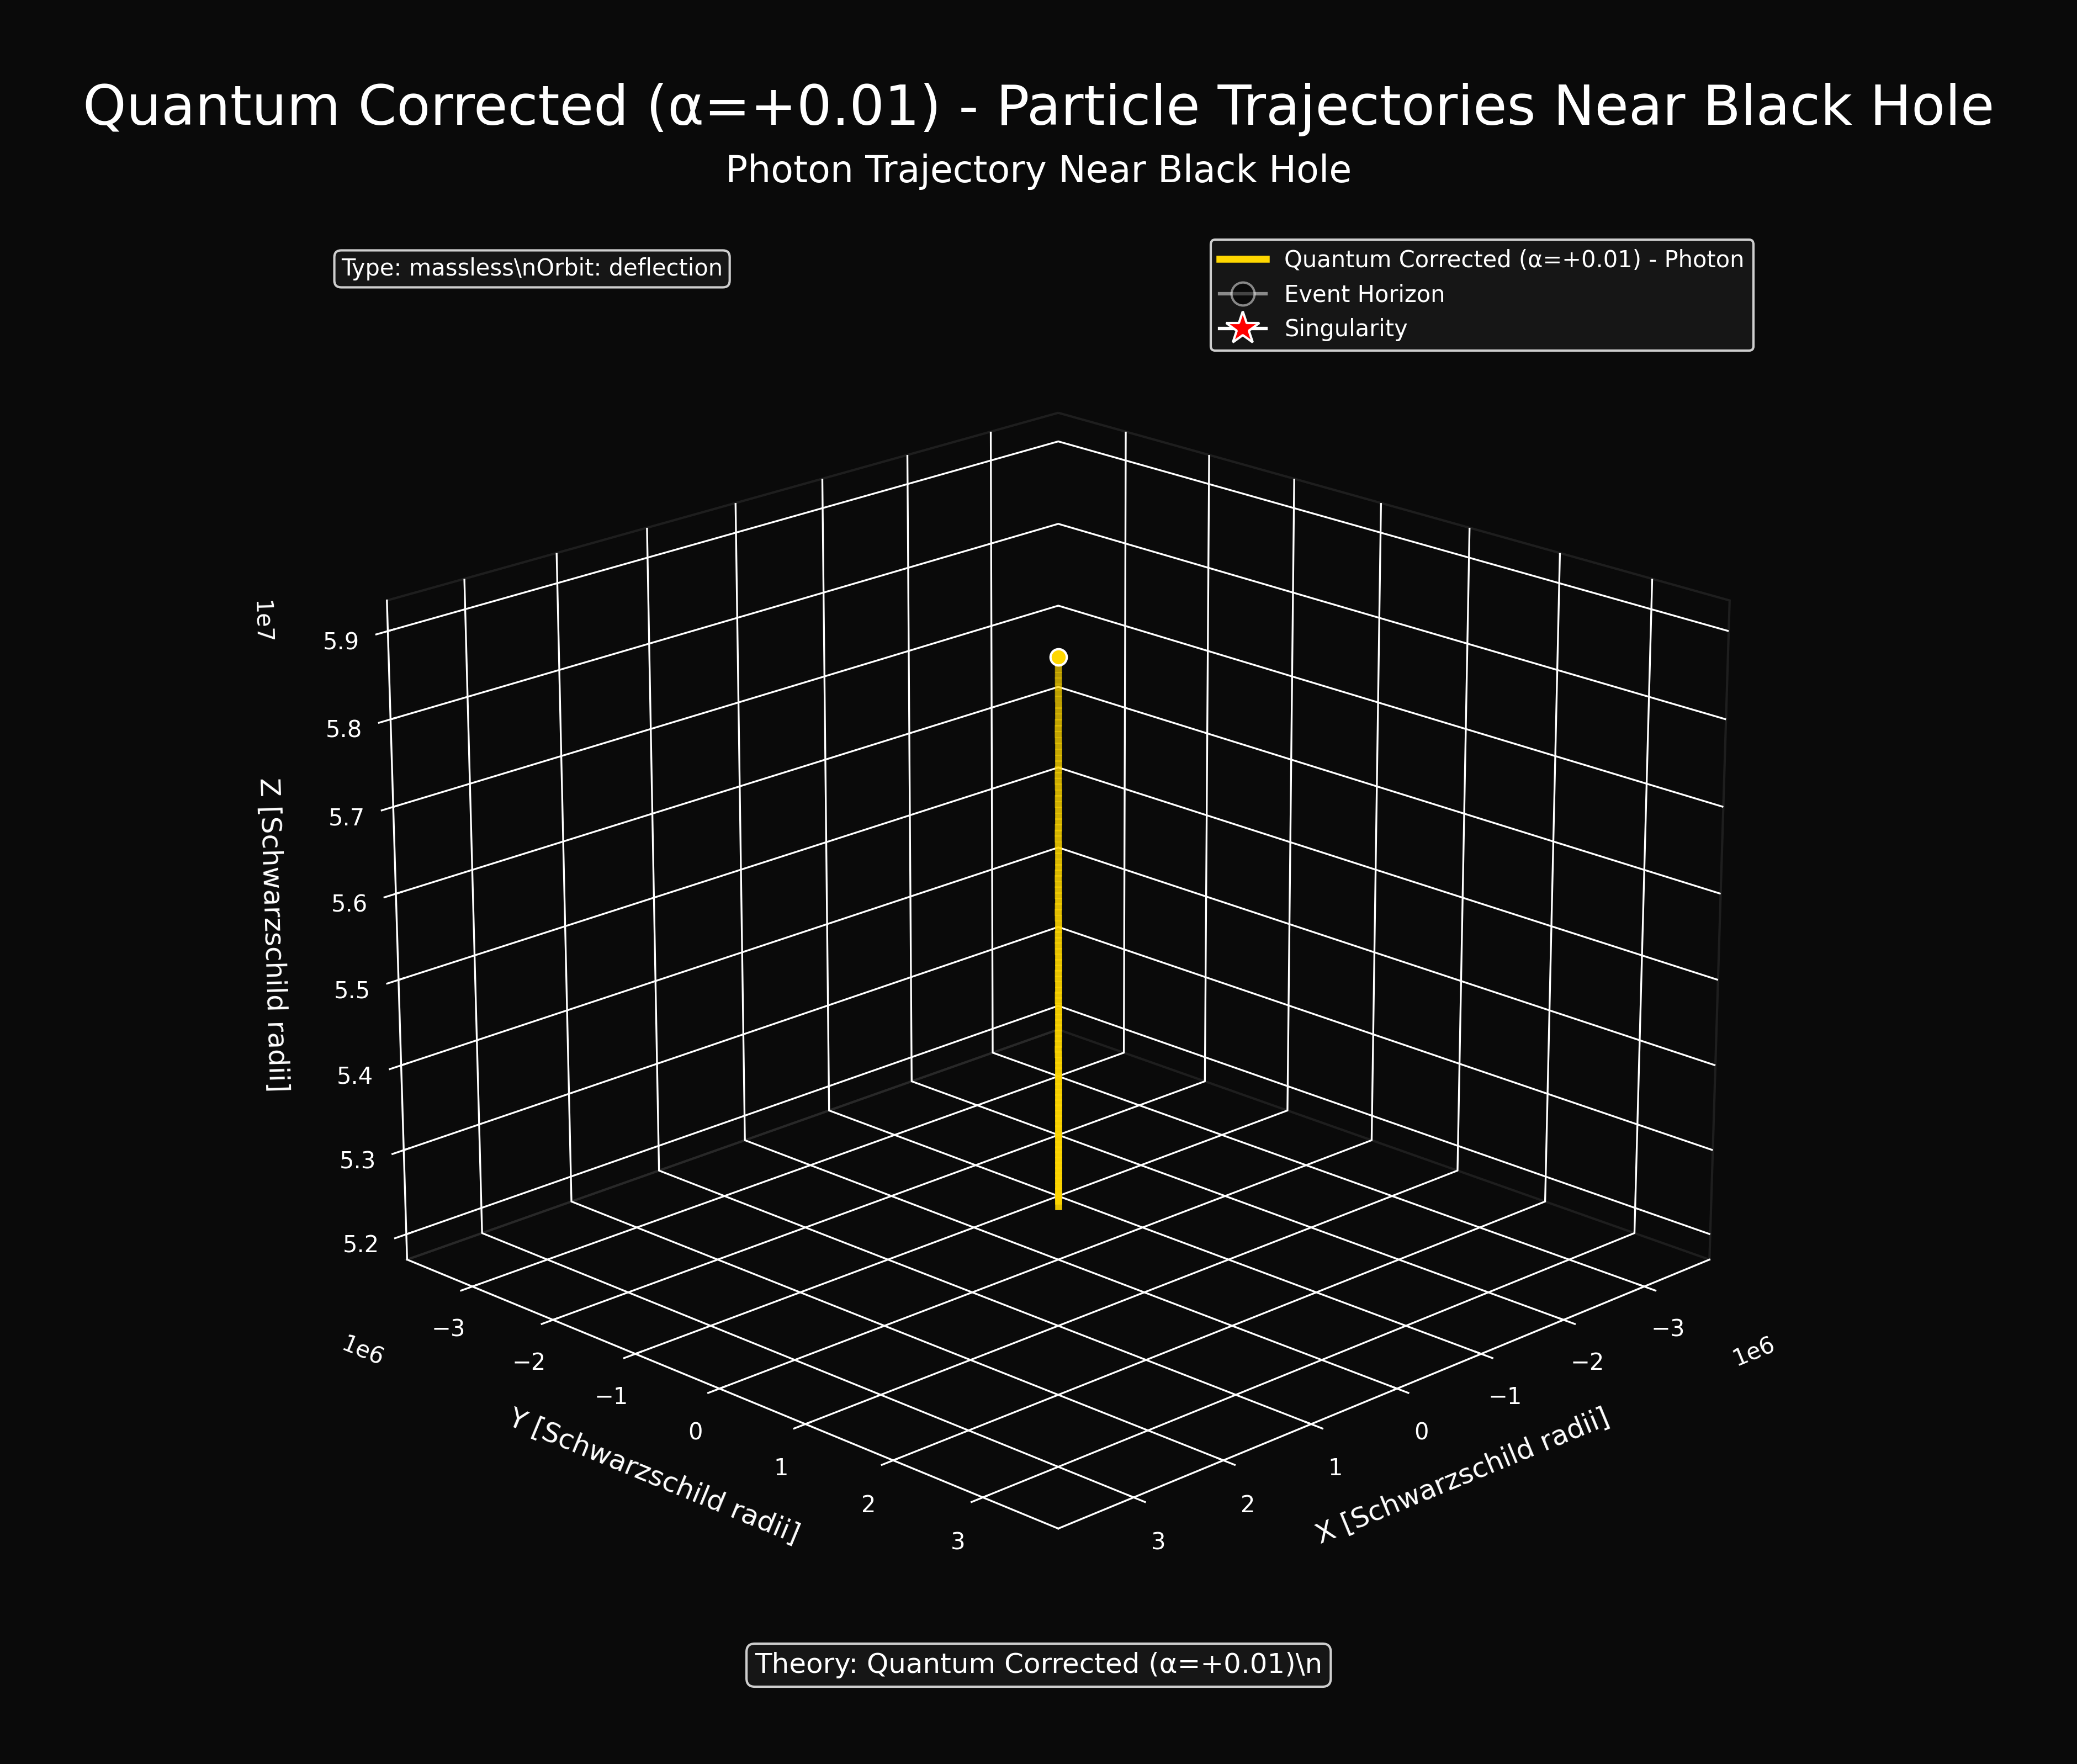 Quantum Corrected (α=+0.01) - Particle Trajectories Near Black Hole
Photon Trajectory Near Black Hole
Type: massless\nOrbit: deflection
Quantum Corrected (α=+0.01) - Photon
Event Horizon
Singularity
1e7
5.9
5.8
5.7
5.6
5.5
5.4
5.3
5.2
Z [Schwarzschild radii]
1e6
−3
−2
−1
0
1
2
3
Y [Schwarzschild radii]
3
2
1
0
−1
−2
−3
1e6
X [Schwarzschild radii]
Theory: Quantum Corrected (α=+0.01)\n